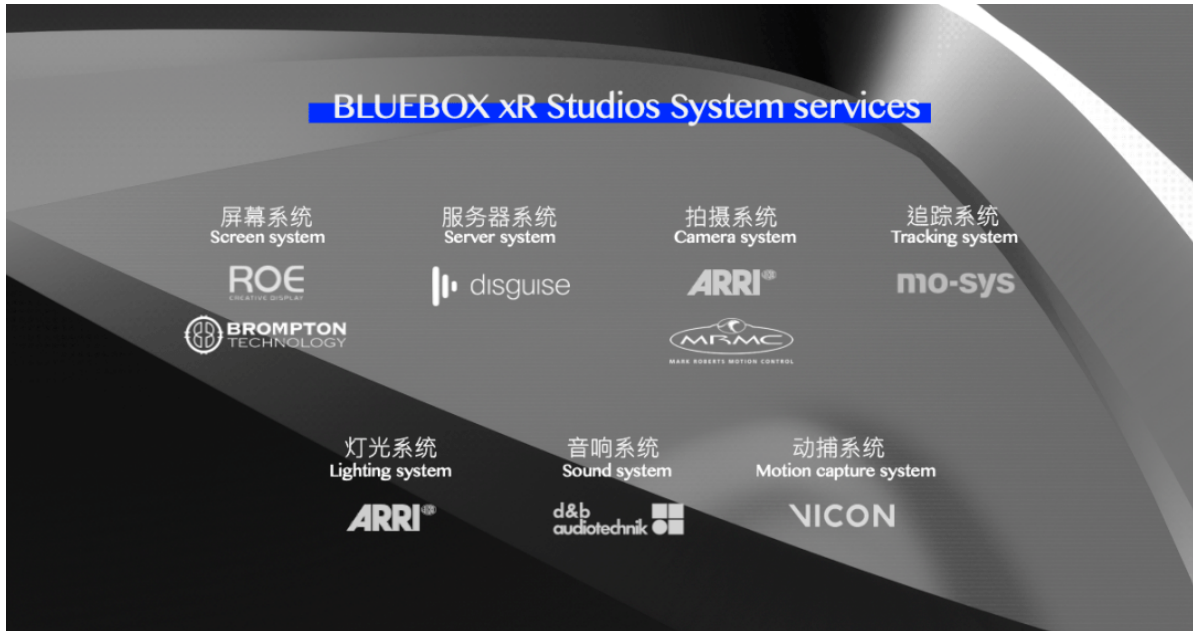 BLUEBOX xR Studios System services
屏幕系统
Screen system
ROE
CREATIVE DISPLAY
BROMPTON
TECHNOLOGY
服务器系统
Server system
disguise
拍摄系统
Camera system
ARRI
MRMC
MARK ROBERTS MOTION CONTROL
追踪系统
Tracking system
mo-sys
灯光系统
Lighting system
ARRI
音响系统
Sound system
d&b
audiotechnik
动捕系统
Motion capture system
VICON